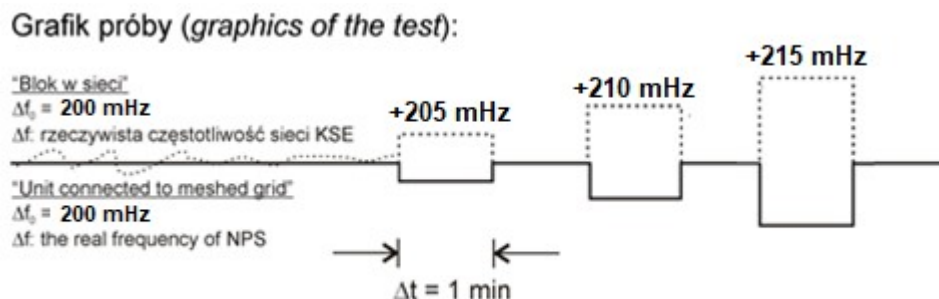 Grafik próby (graphics of the test):
"Blok w sieci"
Δf₀ = 200 mHz
Δf: rzeczywista częstotliwość sieci KSE
"Unit connected to meshed grid"
Δf₀ = 200 mHz
Δf: the real frequency of NPS
+205 mHz
+210 mHz
+215 mHz
Δt = 1 min